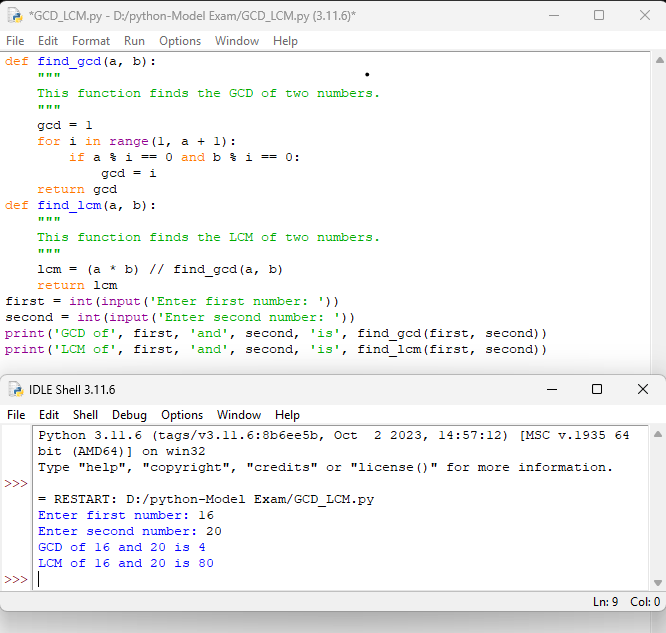 *GCD_LCM.py - D:/python-Model Exam/GCD_LCM.py (3.11.6)*
File Edit Format Run Options Window Help
def find_gcd(a, b):
    """
    This function finds the GCD of two numbers.
    """
    gcd = 1
    for i in range(1, a + 1):
        if a % i == 0 and b % i == 0:
            gcd = i
    return gcd
def find_lcm(a, b):
    """
    This function finds the LCM of two numbers.
    """
    lcm = (a * b) // find_gcd(a, b)
    return lcm
first = int(input('Enter first number: '))
second = int(input('Enter second number: '))
print('GCD of', first, 'and', second, 'is', find_gcd(first, second))
print('LCM of', first, 'and', second, 'is', find_lcm(first, second))
IDLE Shell 3.11.6
File Edit Shell Debug Options Window Help
Python 3.11.6 (tags/v3.11.6:8b6ee5b, Oct  2 2023, 14:57:12) [MSC v.1935 64
bit (AMD64)] on win32
Type "help", "copyright", "credits" or "license()" for more information.
>>>
= RESTART: D:/python-Model Exam/GCD_LCM.py
Enter first number: 16
Enter second number: 20
GCD of 16 and 20 is 4
LCM of 16 and 20 is 80
>>>
Ln: 9 Col: 0